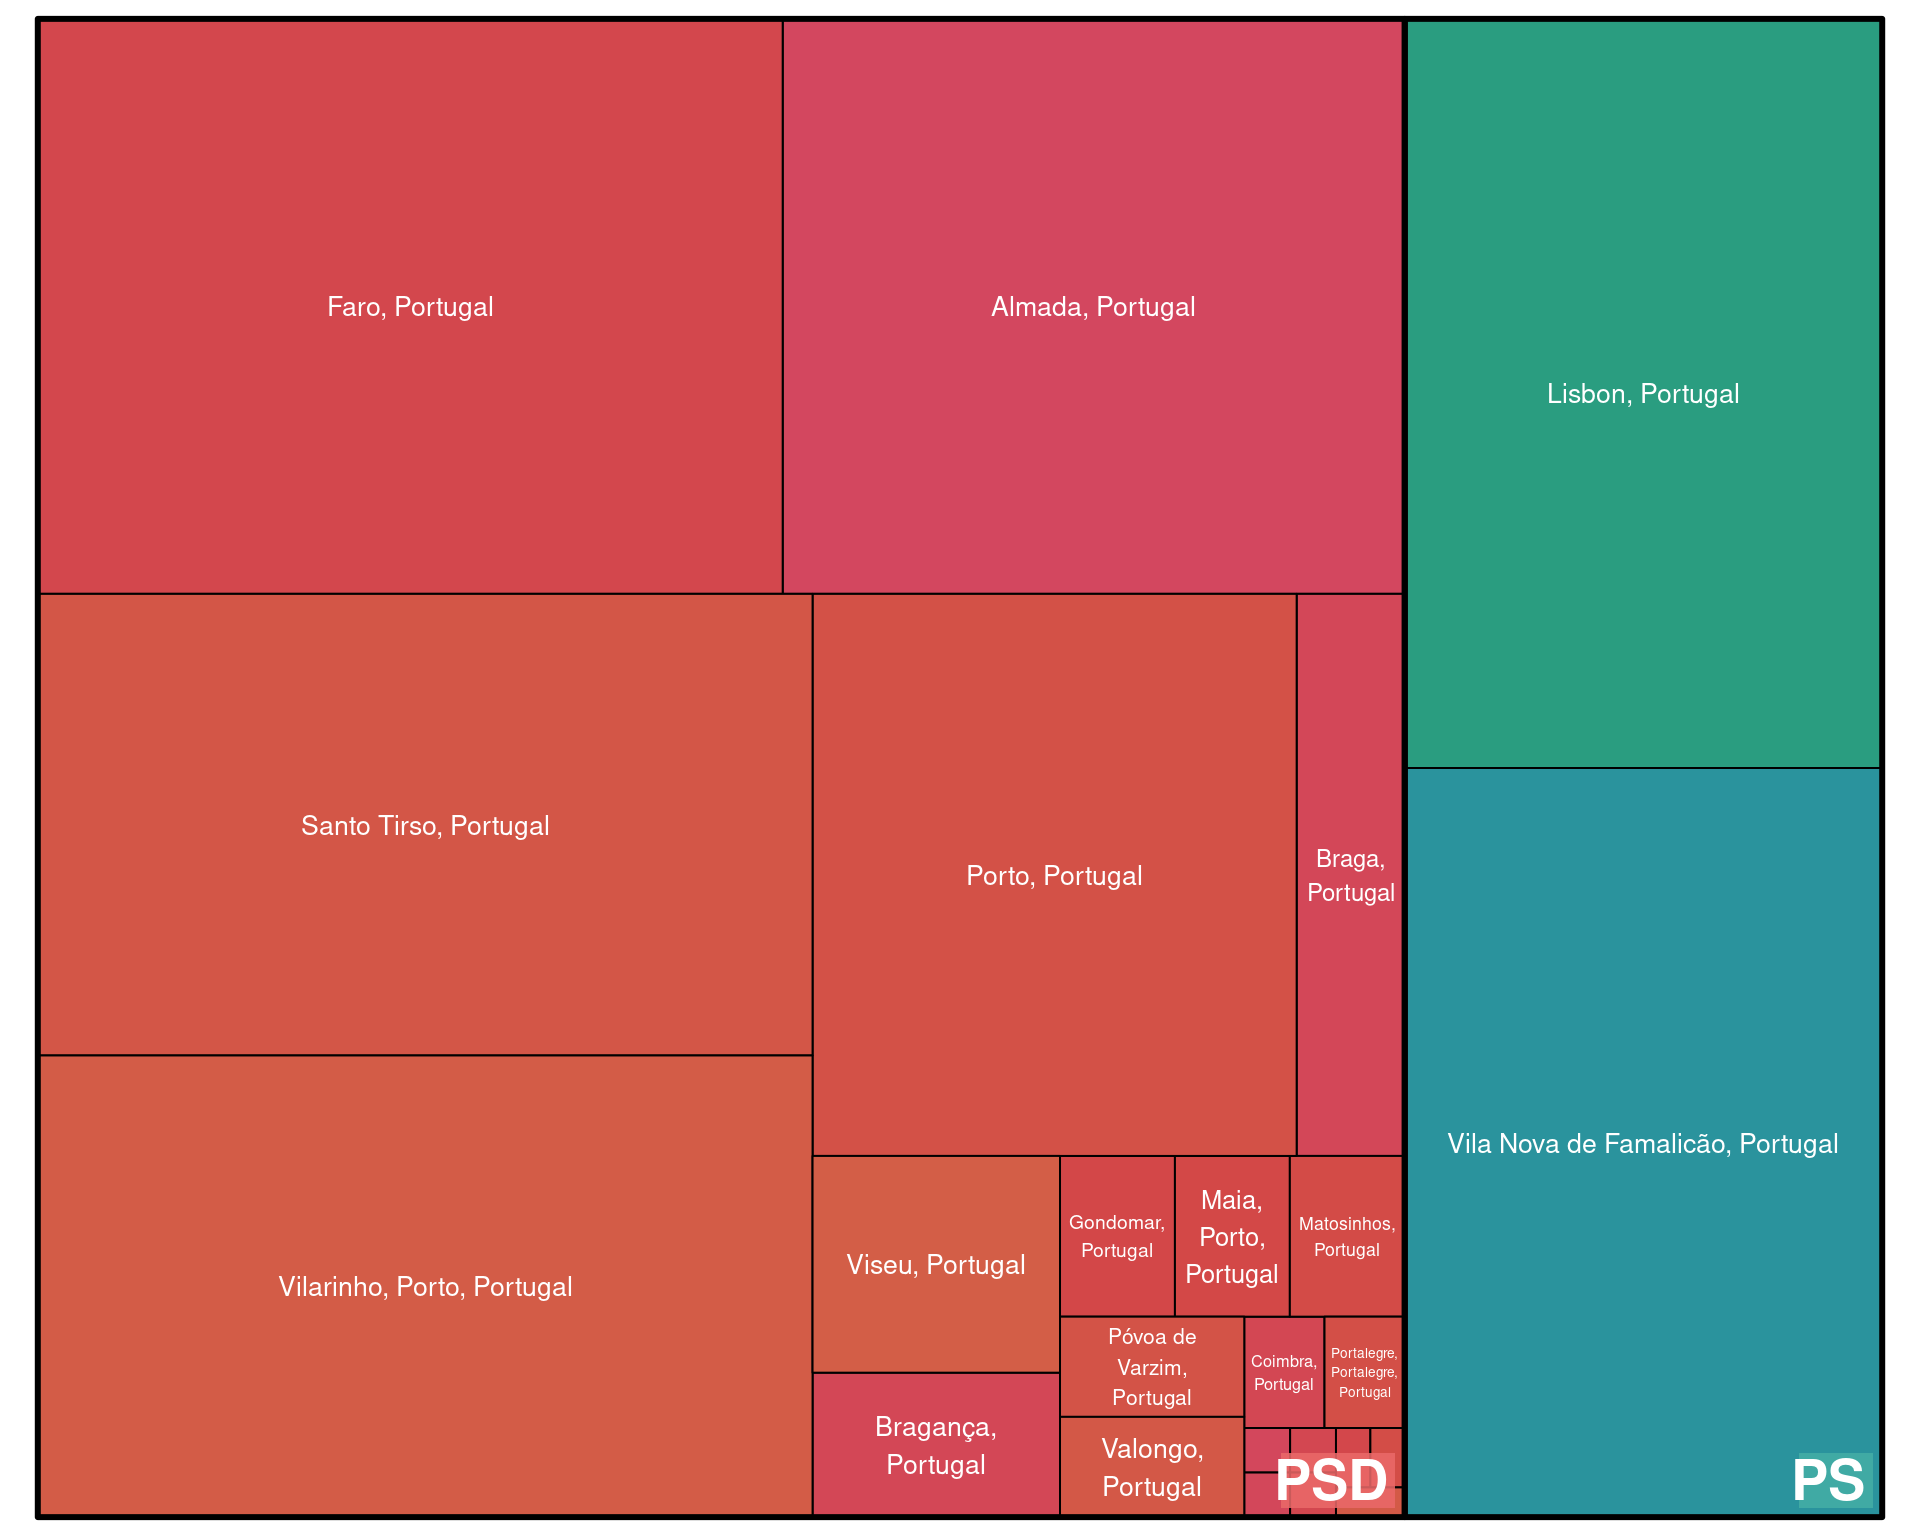 Faro, Portugal
Almada, Portugal
Lisbon, Portugal
Santo Tirso, Portugal
Porto, Portugal
Braga,
Portugal
Vila Nova de Famalicão, Portugal
Vilarinho, Porto, Portugal
Viseu, Portugal
Gondomar,
Portugal
Maia,
Porto,
Portugal
Matosinhos,
Portugal
Póvoa de
Varzim,
Portugal
Coimbra,
Portugal
Portalegre,
Portalegre,
Portugal
Bragança,
Portugal
Valongo,
Portugal
PSD
PS